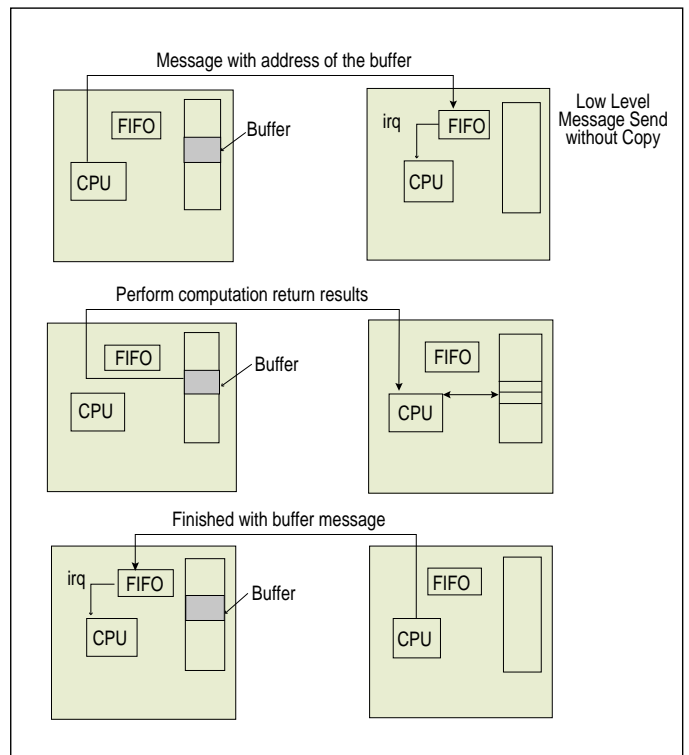 Message with address of the buffer
Low Level
Message Send
without Copy
FIFO
Buffer
CPU
irq
FIFO
CPU
Perform computation return results
FIFO
Buffer
CPU
FIFO
CPU
Finished with buffer message
irq
FIFO
Buffer
CPU
FIFO
CPU